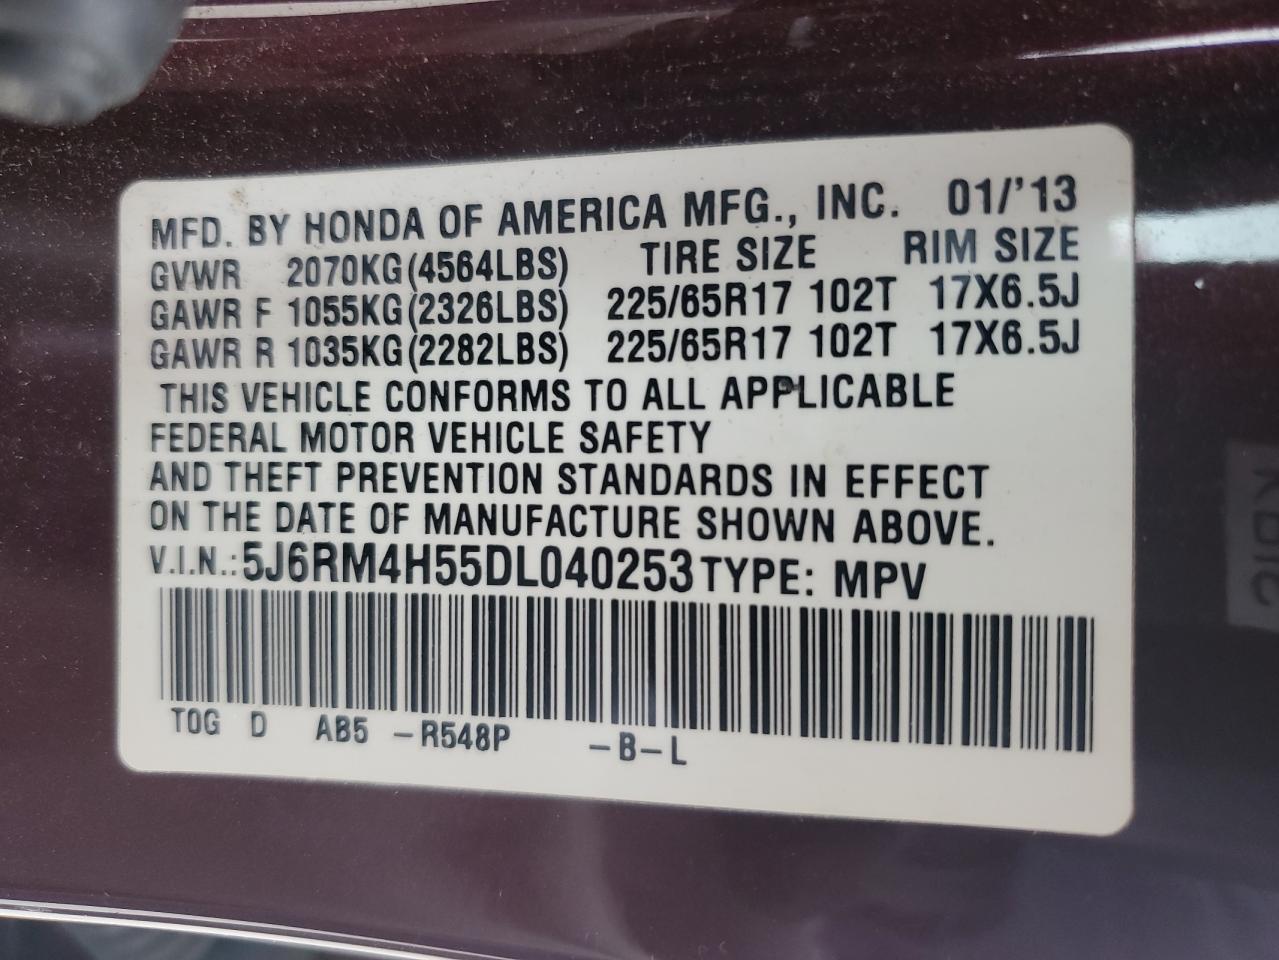 MFD. BY HONDA OF AMERICA MFG., INC. 01/'13
GVWR 2070KG(4564LBS) TIRE SIZE RIM SIZE
GAWR F 1055KG(2326LBS) 225/65R17 102T 17X6.5J
GAWR R 1035KG(2282LBS) 225/65R17 102T 17X6.5J
THIS VEHICLE CONFORMS TO ALL APPLICABLE
FEDERAL MOTOR VEHICLE SAFETY
AND THEFT PREVENTION STANDARDS IN EFFECT
ON THE DATE OF MANUFACTURE SHOWN ABOVE.
V.I.N.: 5J6RM4H55DL040253 TYPE: MPV
T0G D AB5 -R548P -B-L